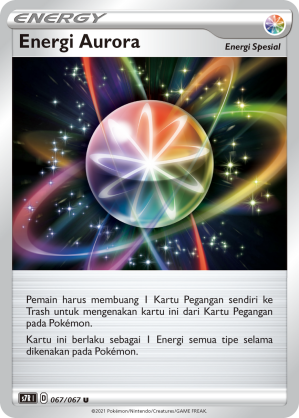 ENERGY
Energi Aurora
Energi Spesial
Pemain harus membuang 1 Kartu Pegangan sendiri ke
Trash untuk mengenakan kartu ini dari Kartu Pegangan
pada Pokémon.
Kartu ini berlaku sebagai 1 Energi semua tipe selama
dikenakan pada Pokémon.
s7R I D 067/067 U
©2021 Pokémon/Nintendo/Creatures/GAME FREAK.